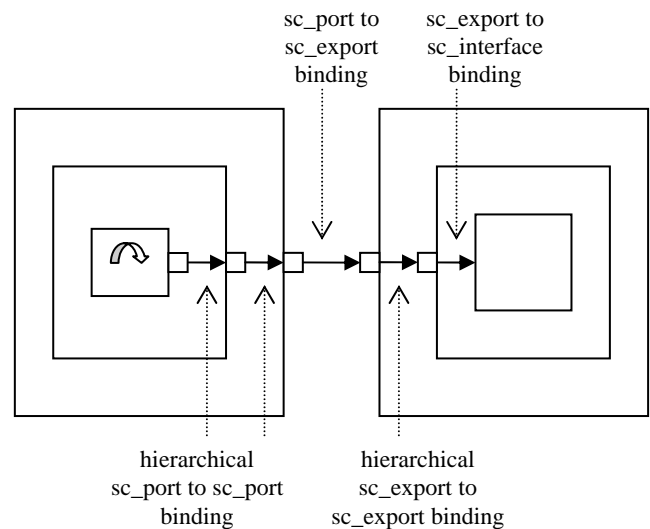 sc_port to
sc_export
binding
sc_export to
sc_interface
binding
hierarchical
sc_port to sc_port
binding
hierarchical
sc_export to
sc_export binding